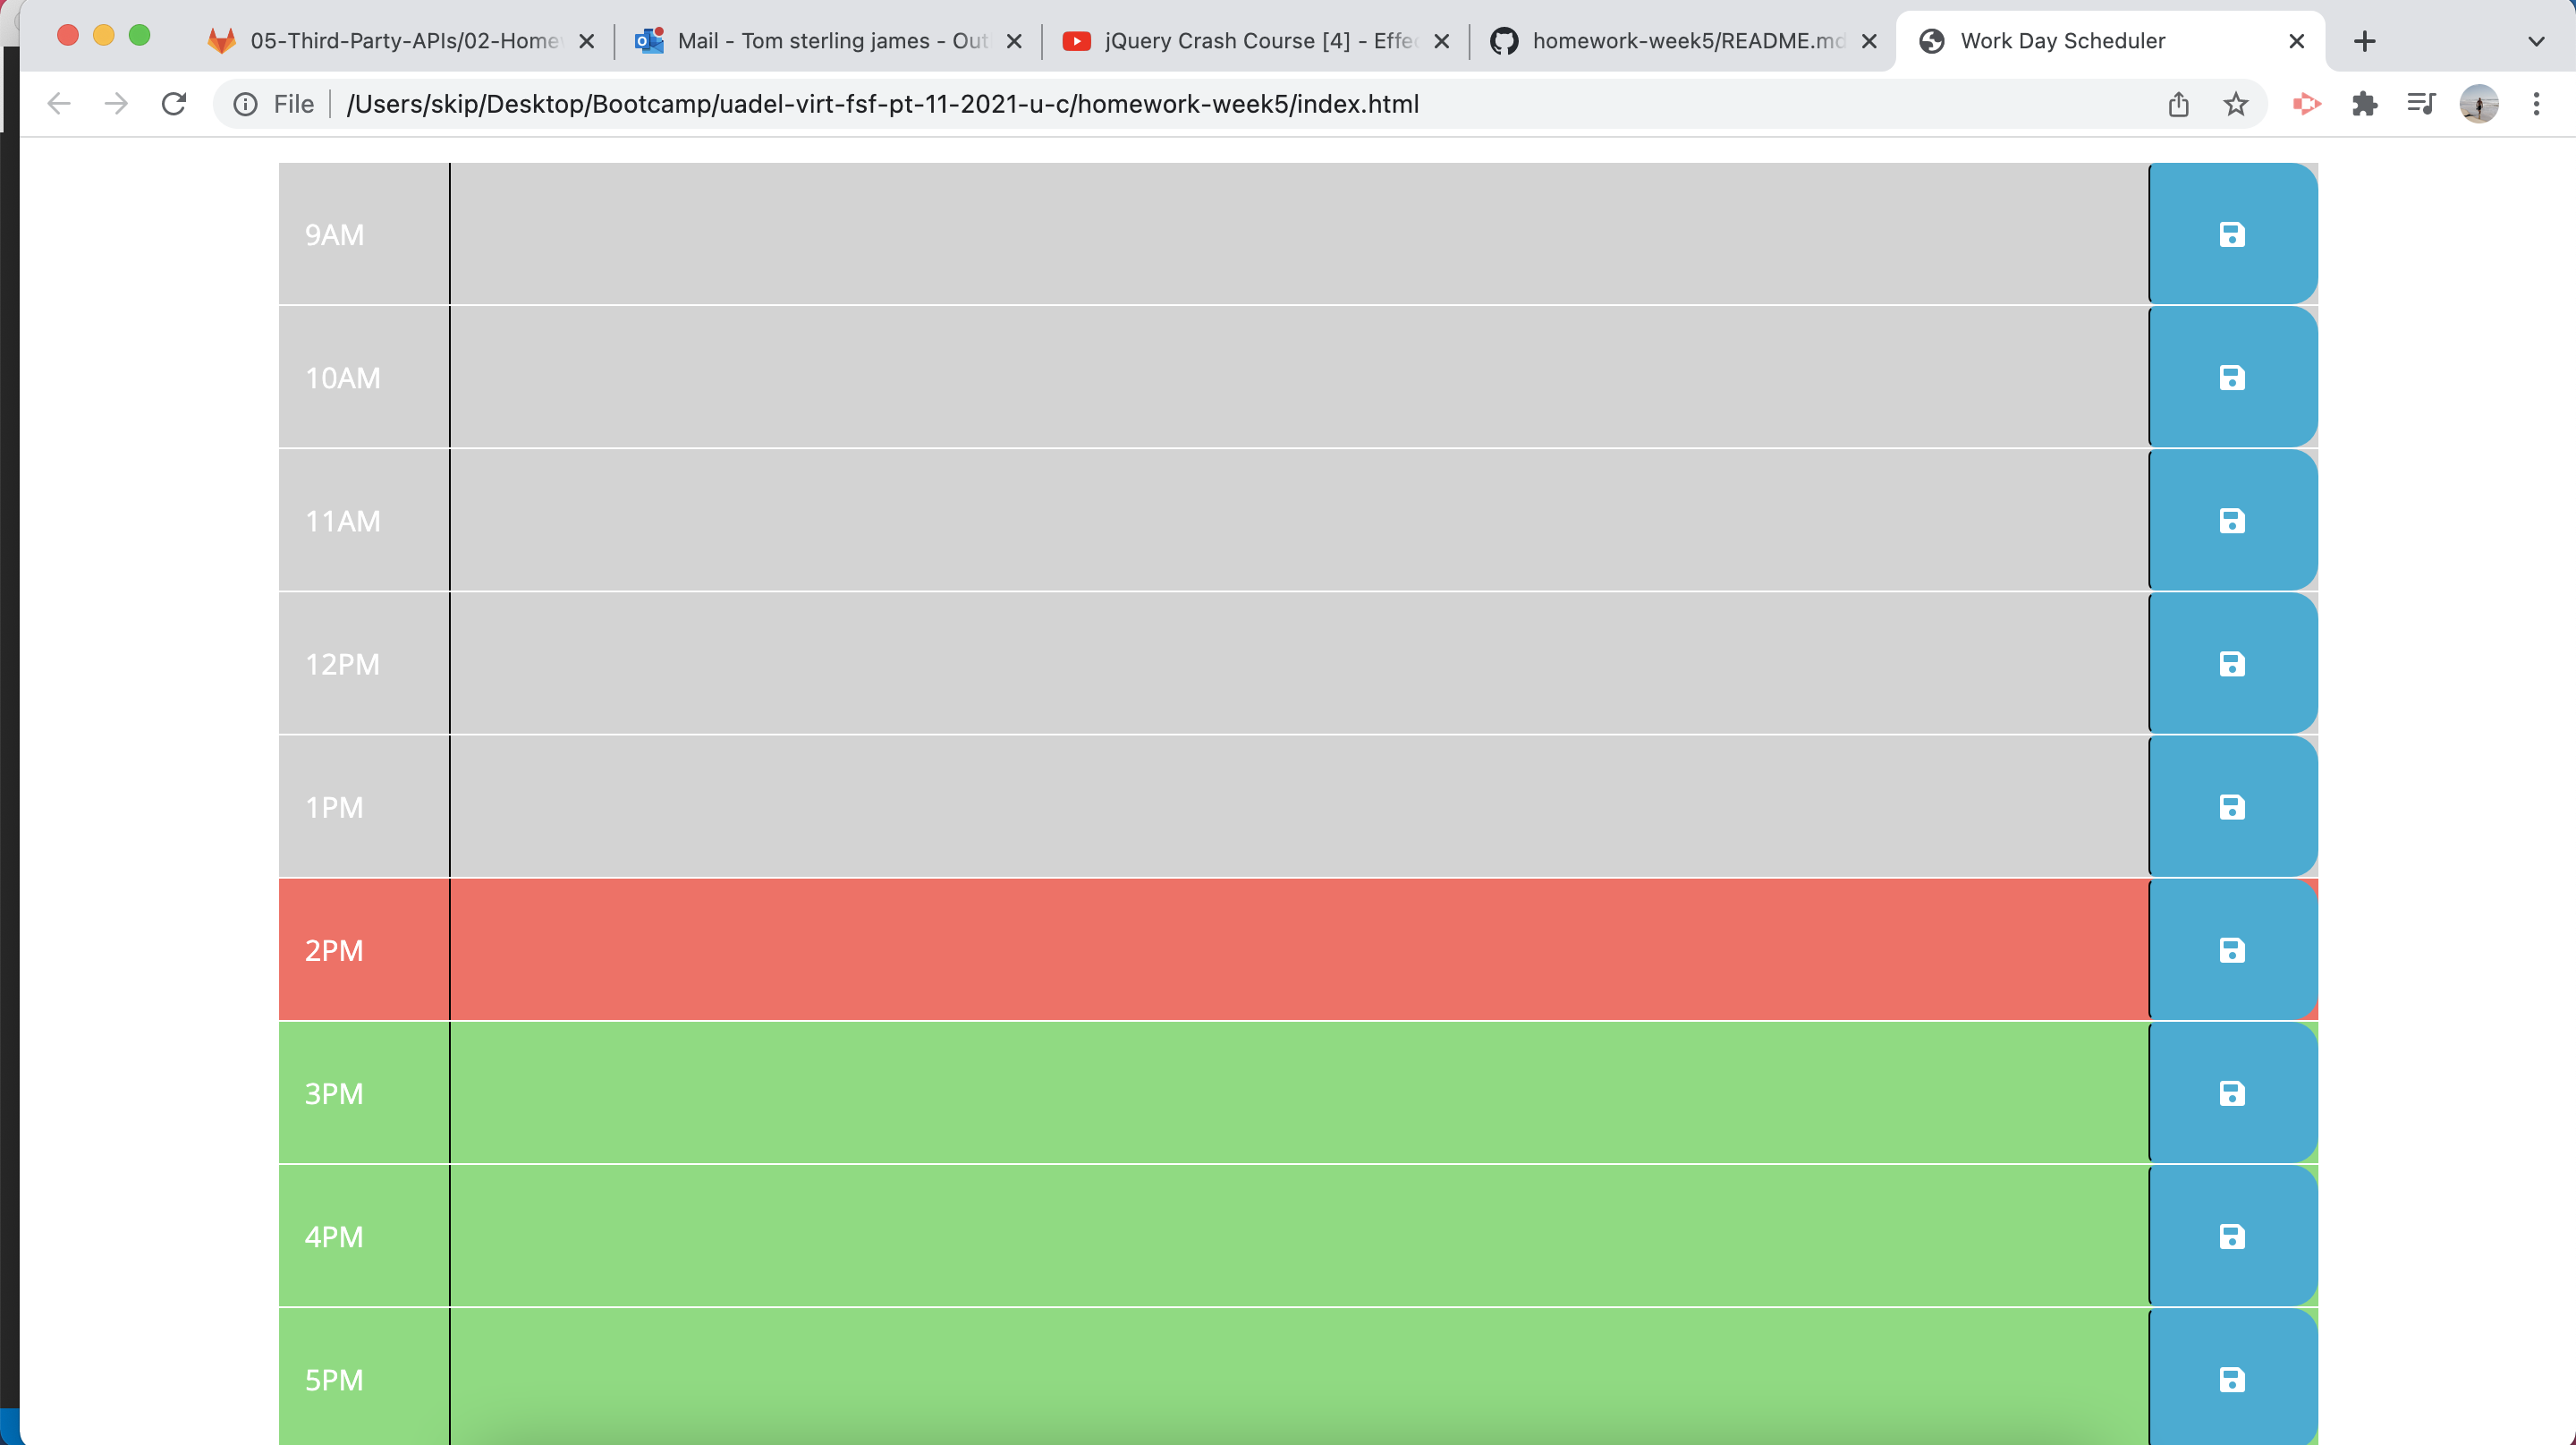 05-Third-Party-APIs/02-Home
Mail - Tom sterling james - Out
jQuery Crash Course [4] - Effe
homework-week5/README.md
Work Day Scheduler
File
/Users/skip/Desktop/Bootcamp/uadel-virt-fsf-pt-11-2021-u-c/homework-week5/index.html
9AM
10AM
11AM
12PM
1PM
2PM
3PM
4PM
5PM